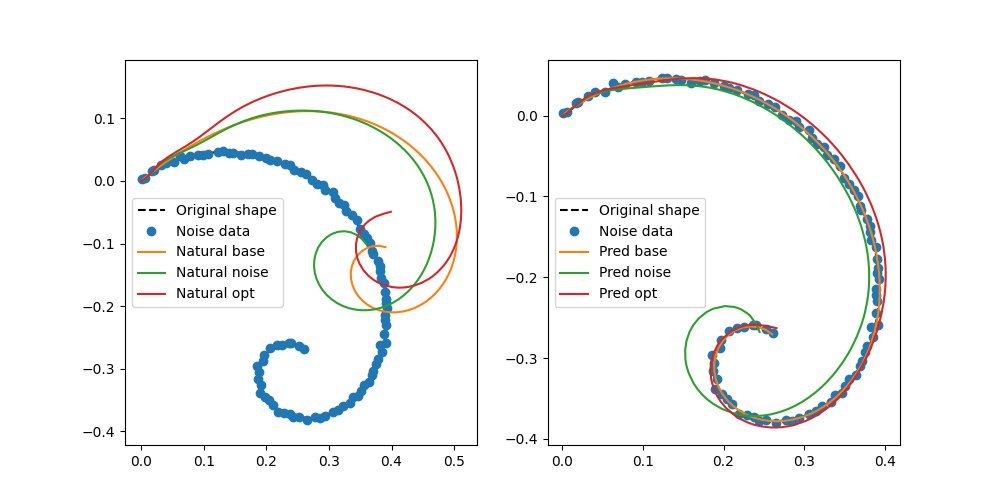 0.1
0.0
−0.1
−0.2
−0.3
−0.4
0.0 0.1 0.2 0.3 0.4 0.5
Original shape
Noise data
Natural base
Natural noise
Natural opt
0.0
−0.1
−0.2
−0.3
−0.4
0.0 0.1 0.2 0.3 0.4
Original shape
Noise data
Pred base
Pred noise
Pred opt